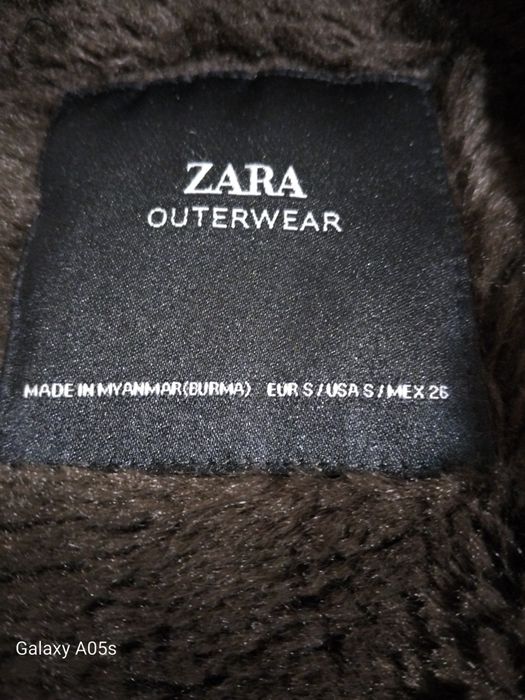 ZARA
OUTERWEAR
MADE IN MYANMAR(BURMA) EUR S / USA S / MEX 26
Galaxy A05s